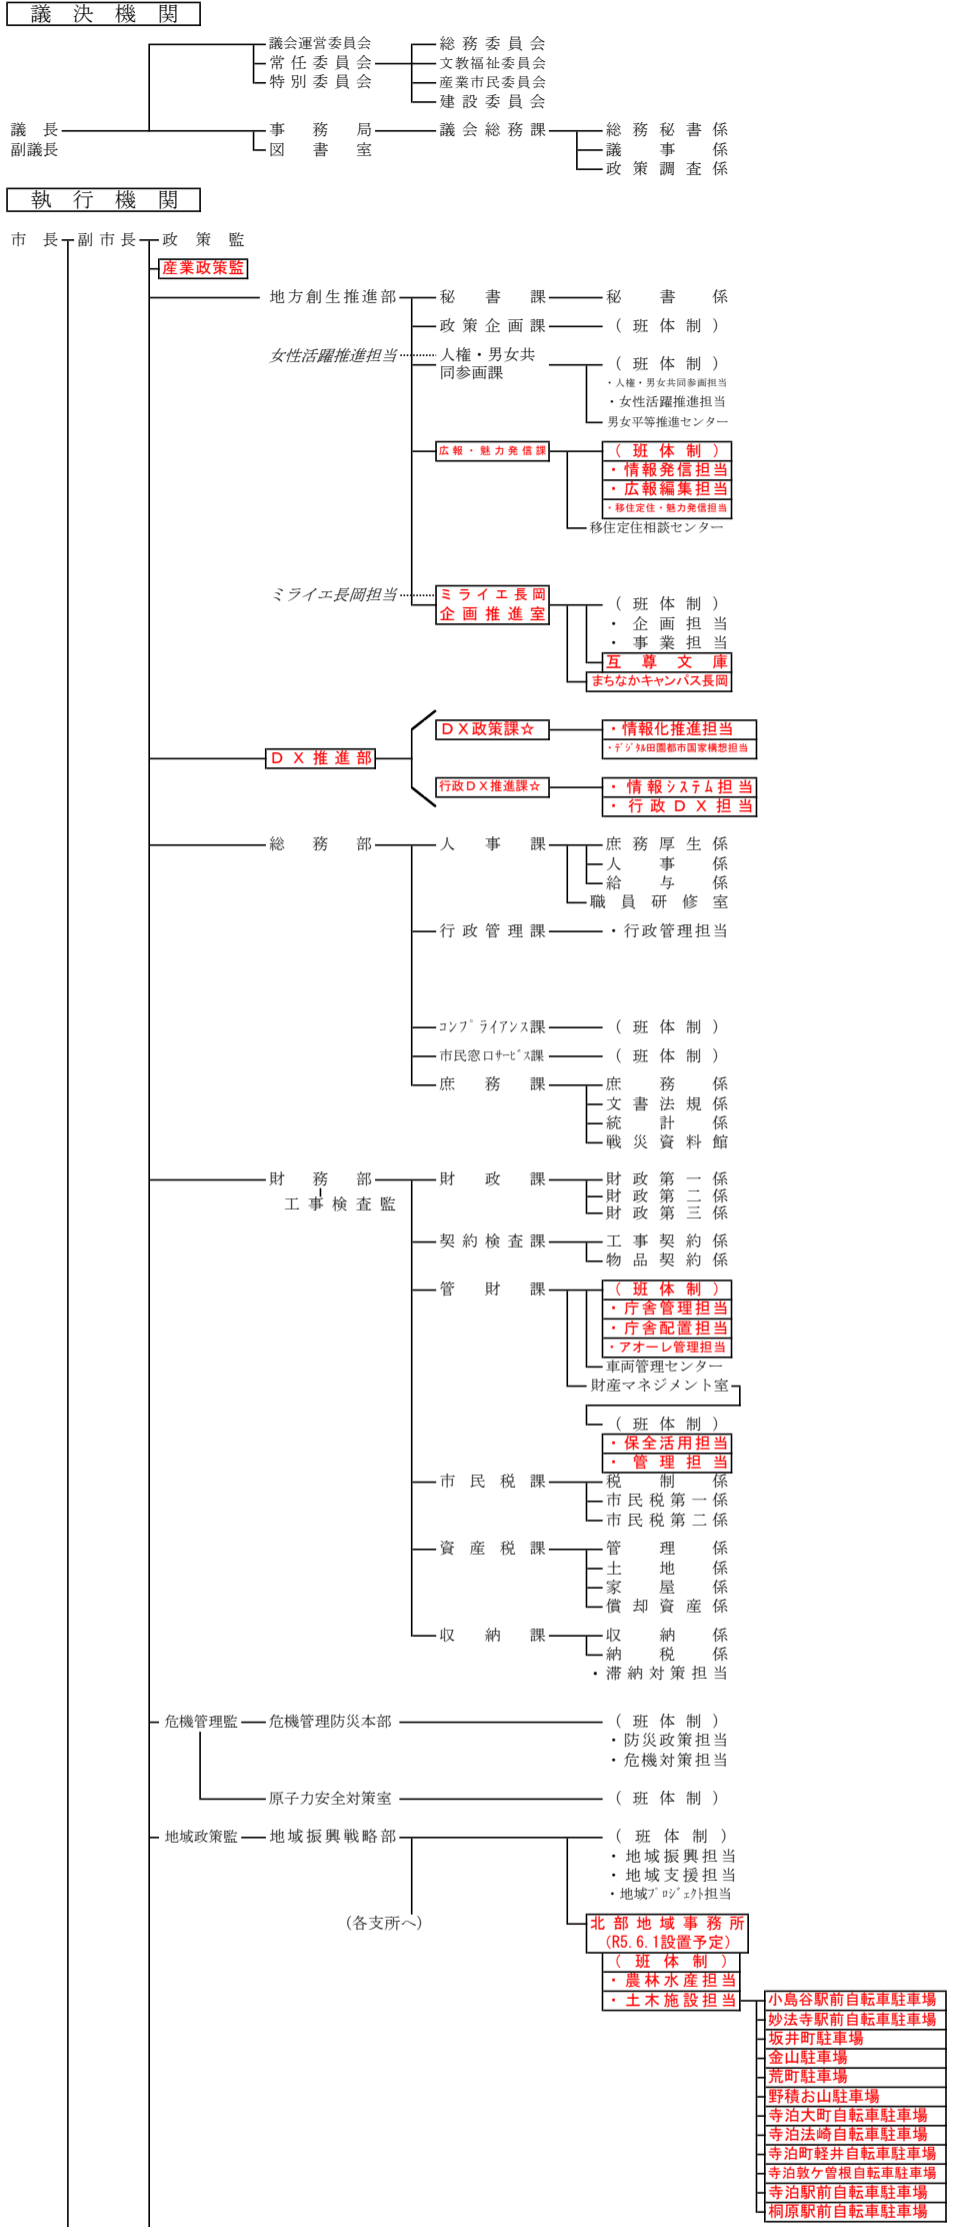 議決機関
議会運営委員会
常任委員会
特別委員会
総務委員会
文教福祉委員会
産業市民委員会
建設委員会
議長
副議長
事務局
図書室
議会総務課
総務秘書係
議事係
政策調査係
執行機関
市長
副市長
政策監
産業政策監
地方創生推進部
秘書課
秘書係
政策企画課
（班体制）
女性活躍推進担当
人権・男女共
同参画課
（班体制）
・人権・男女共同参画担当
・女性活躍推進担当
男女平等推進センター
広報・魅力発信課
（班体制）
・情報発信担当
・広報編集担当
・移住定住・魅力発信担当
移住定住相談センター
ミライエ長岡担当
ミライエ長岡
企画推進室
（班体制）
・企画担当
・事業担当
互尊文庫
まちなかキャンパス長岡
ＤＸ推進部
ＤＸ政策課☆
・情報化推進担当
・ﾃﾞｼﾞﾀﾙ田園都市国家構想担当
行政ＤＸ推進課☆
・情報ｼｽﾃﾑ担当
・行政ＤＸ担当
総務部
人事課
庶務厚生係
人事係
給与係
職員研修室
行政管理課
・行政管理担当
ｺﾝﾌﾟﾗｲｱﾝｽ課
（班体制）
市民窓口ｻｰﾋﾞｽ課
（班体制）
庶務課
庶務係
文書法規係
統計係
戦災資料館
財務部
工事検査監
財政課
財政第一係
財政第二係
財政第三係
契約検査課
工事契約係
物品契約係
管財課
（班体制）
・庁舎管理担当
・庁舎配置担当
・アオーレ管理担当
車両管理センター
財産マネジメント室
（班体制）
・保全活用担当
・管理担当
市民税課
税制係
市民税第一係
市民税第二係
資産税課
管理係
土地係
家屋係
償却資産係
収納課
収納係
納税係
・滞納対策担当
危機管理監
危機管理防災本部
（班体制）
・防災政策担当
・危機対策担当
原子力安全対策室
（班体制）
地域政策監
地域振興戦略部
（班体制）
・地域振興担当
・地域支援担当
・地域ﾌﾟﾛｼﾞｪｸﾄ担当
（各支所へ）
北部地域事務所
（R5.6.1設置予定）
（班体制）
・農林水産担当
・土木施設担当
小島谷駅前自転車駐車場
妙法寺駅前自転車駐車場
坂井町駐車場
金山駐車場
荒町駐車場
野積お山駐車場
寺泊大町自転車駐車場
寺泊法崎自転車駐車場
寺泊町軽井自転車駐車場
寺泊敦ケ曽根自転車駐車場
寺泊駅前自転車駐車場
桐原駅前自転車駐車場